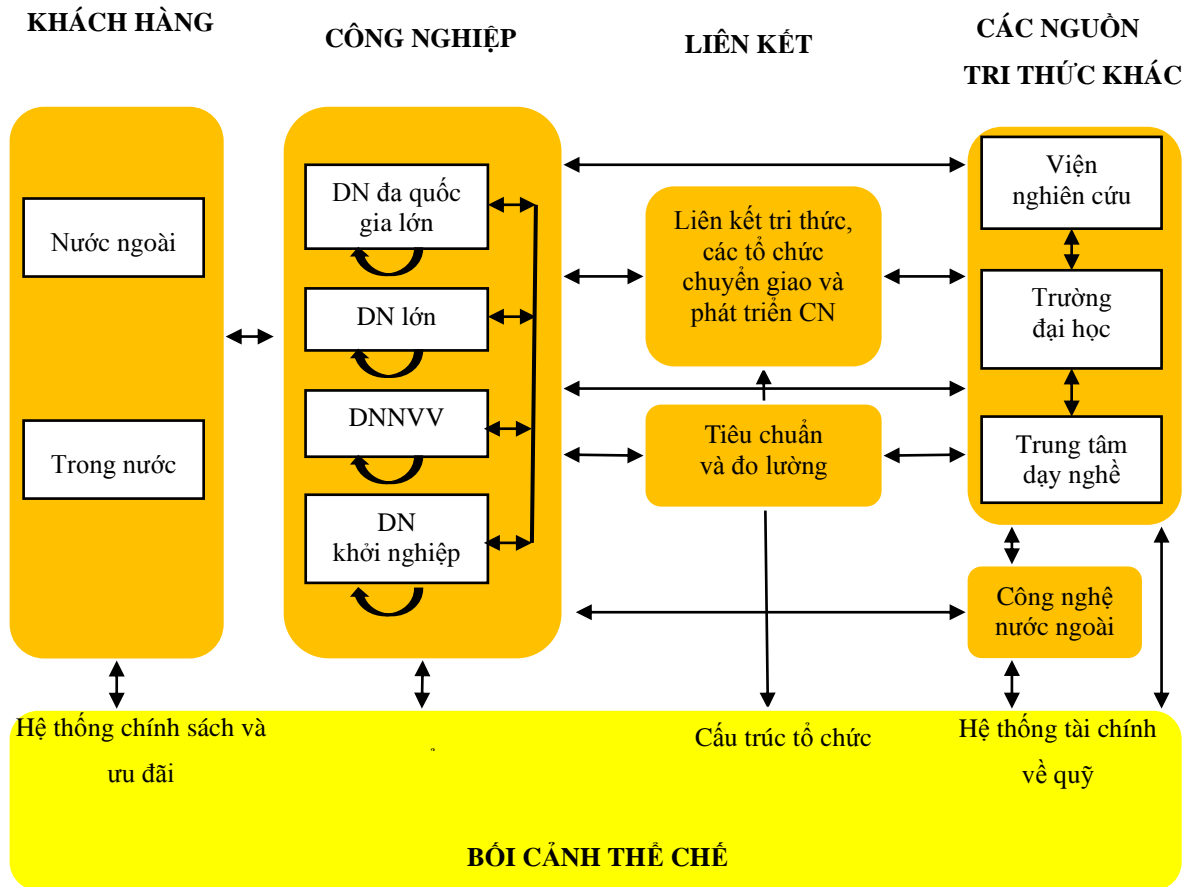 KHÁCH HÀNG
CÔNG NGHIỆP
LIÊN KẾT
CÁC NGUỒN
TRI THỨC KHÁC
Nước ngoài
Trong nước
DN đa quốc
gia lớn
DN lớn
DNNVV
DN
khởi nghiệp
Liên kết tri thức,
các tổ chức
chuyển giao và
phát triển CN
Tiêu chuẩn
và đo lường
Viện
nghiên cứu
Trường
đại học
Trung tâm
dạy nghề
Công nghệ
nước ngoài
Hệ thống chính sách và
ưu đãi
Cấu trúc tổ chức
Hệ thống tài chính
về quỹ
BỐI CẢNH THỂ CHẾ